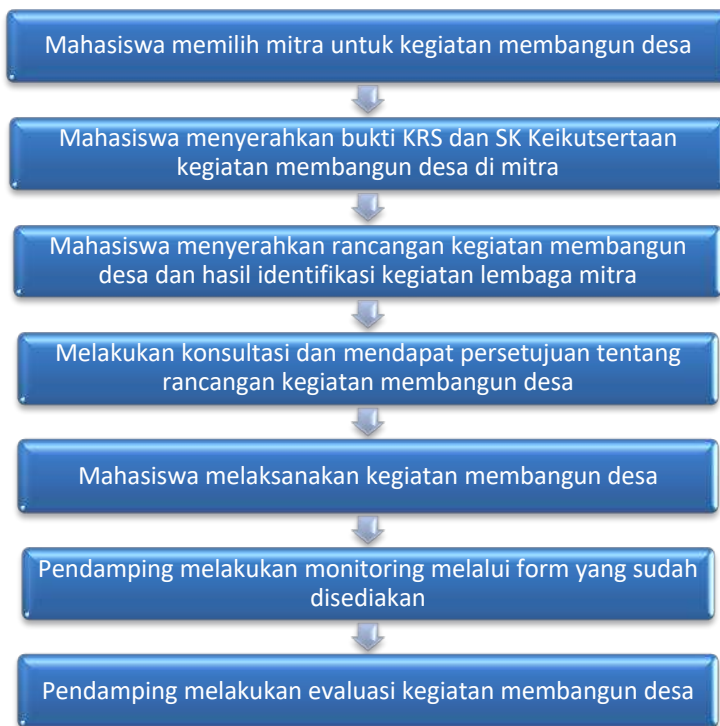 Mahasiswa memilih mitra untuk kegiatan membangun desa
Mahasiswa menyerahkan bukti KRS dan SK Keikutsertaan
kegiatan membangun desa di mitra
Mahasiswa menyerahkan rancangan kegiatan membangun
desa dan hasil identifikasi kegiatan lembaga mitra
Melakukan konsultasi dan mendapat persetujuan tentang
rancangan kegiatan membangun desa
Mahasiswa melaksanakan kegiatan membangun desa
Pendamping melakukan monitoring melalui form yang sudah
disediakan
Pendamping melakukan evaluasi kegiatan membangun desa